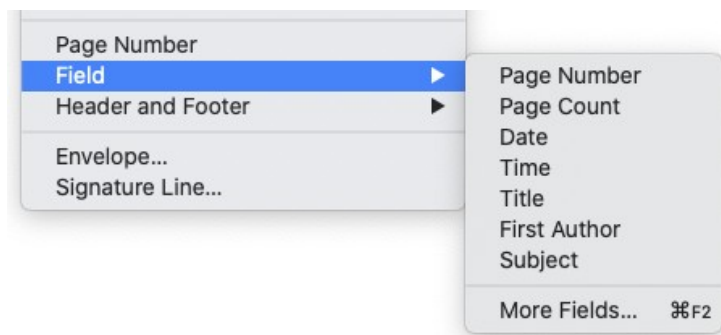 Page Number
Field ▶
Header and Footer ▶
Envelope...
Signature Line...
Page Number
Page Count
Date
Time
Title
First Author
Subject
More Fields... ⌘F2